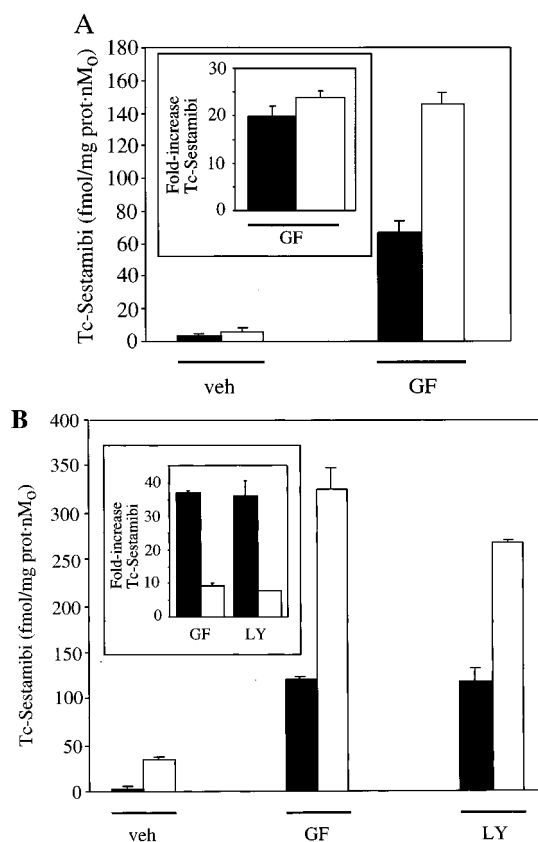 A
Tc-Sestamibi (fmol/mg prot·nMo)
180
160
140
120
100
80
60
40
20
0
Fold-increase
Tc-Sestamibi
30
20
10
0
GF
veh
GF
B
Tc-Sestamibi (fmol/mg prot·nMo)
400
350
300
250
200
150
100
50
0
Fold-increase
Tc-Sestamibi
40
30
20
10
0
GF
LY
veh
GF
LY